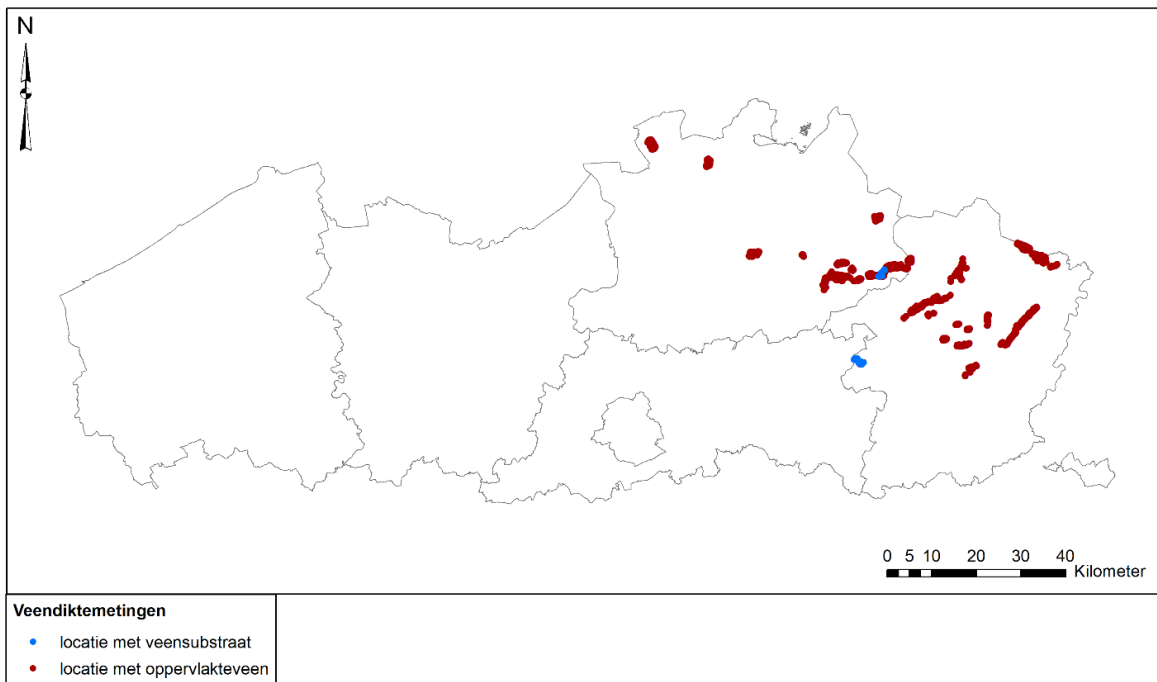 N
0 5 10 20 30 40
Kilometer
Veendiktemetingen
locatie met veensubstraat
locatie met oppervlakteveen